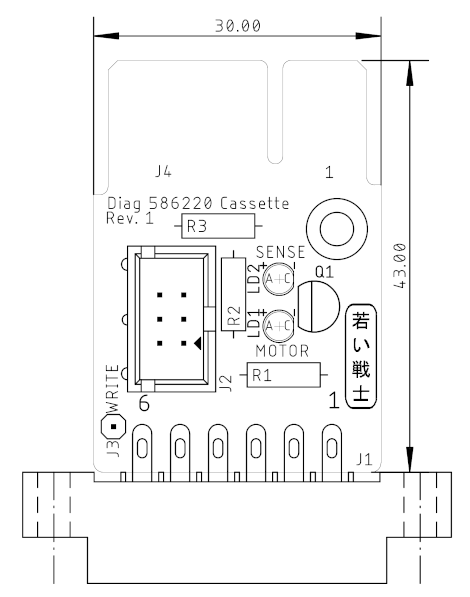 30.00
J4
1
Diag 586220 Cassette
Rev. 1
R3
43.00
SENSE
LD2
A+C
Q1
R2
LD1
A+C
MOTOR
若い戦士
WRITE
J2
R1
6
1
J3
J1